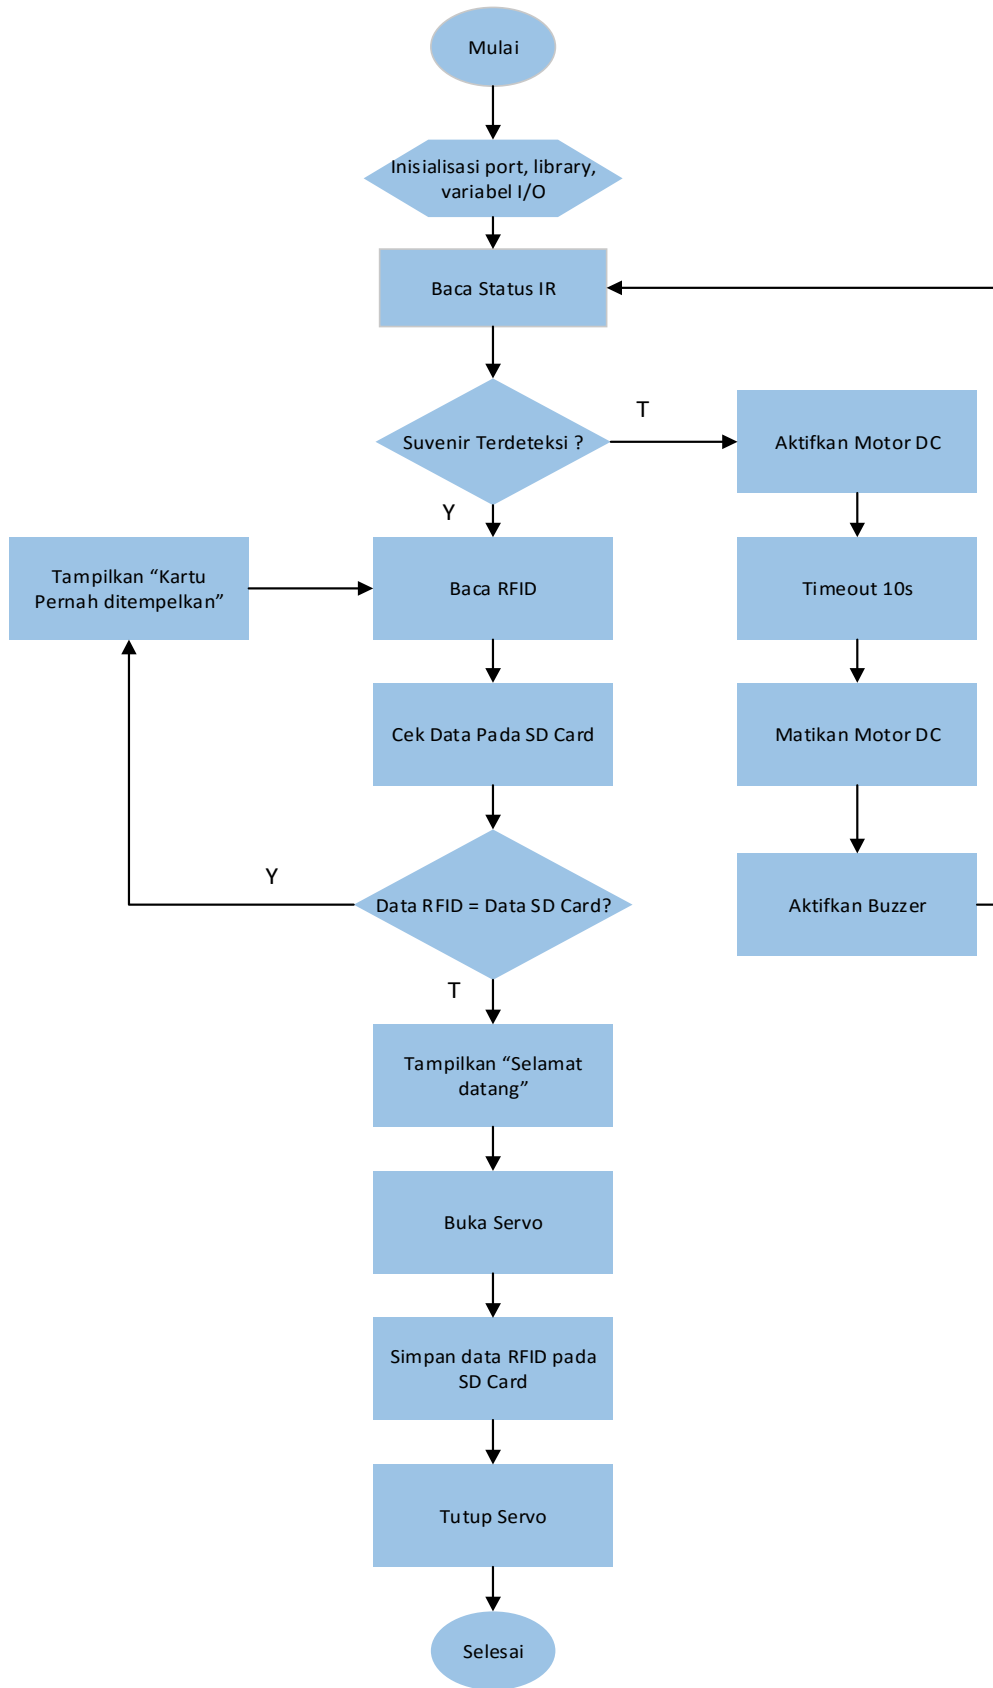 Mulai
Inisialisasi port, library,
variabel I/O
Baca Status IR
Suvenir Terdeteksi ?
T
Aktifkan Motor DC
Y
Tampilkan “Kartu
Pernah ditempelkan”
Baca RFID
Timeout 10s
Cek Data Pada SD Card
Matikan Motor DC
Y
Data RFID = Data SD Card?
Aktifkan Buzzer
T
Tampilkan “Selamat
datang”
Buka Servo
Simpan data RFID pada
SD Card
Tutup Servo
Selesai